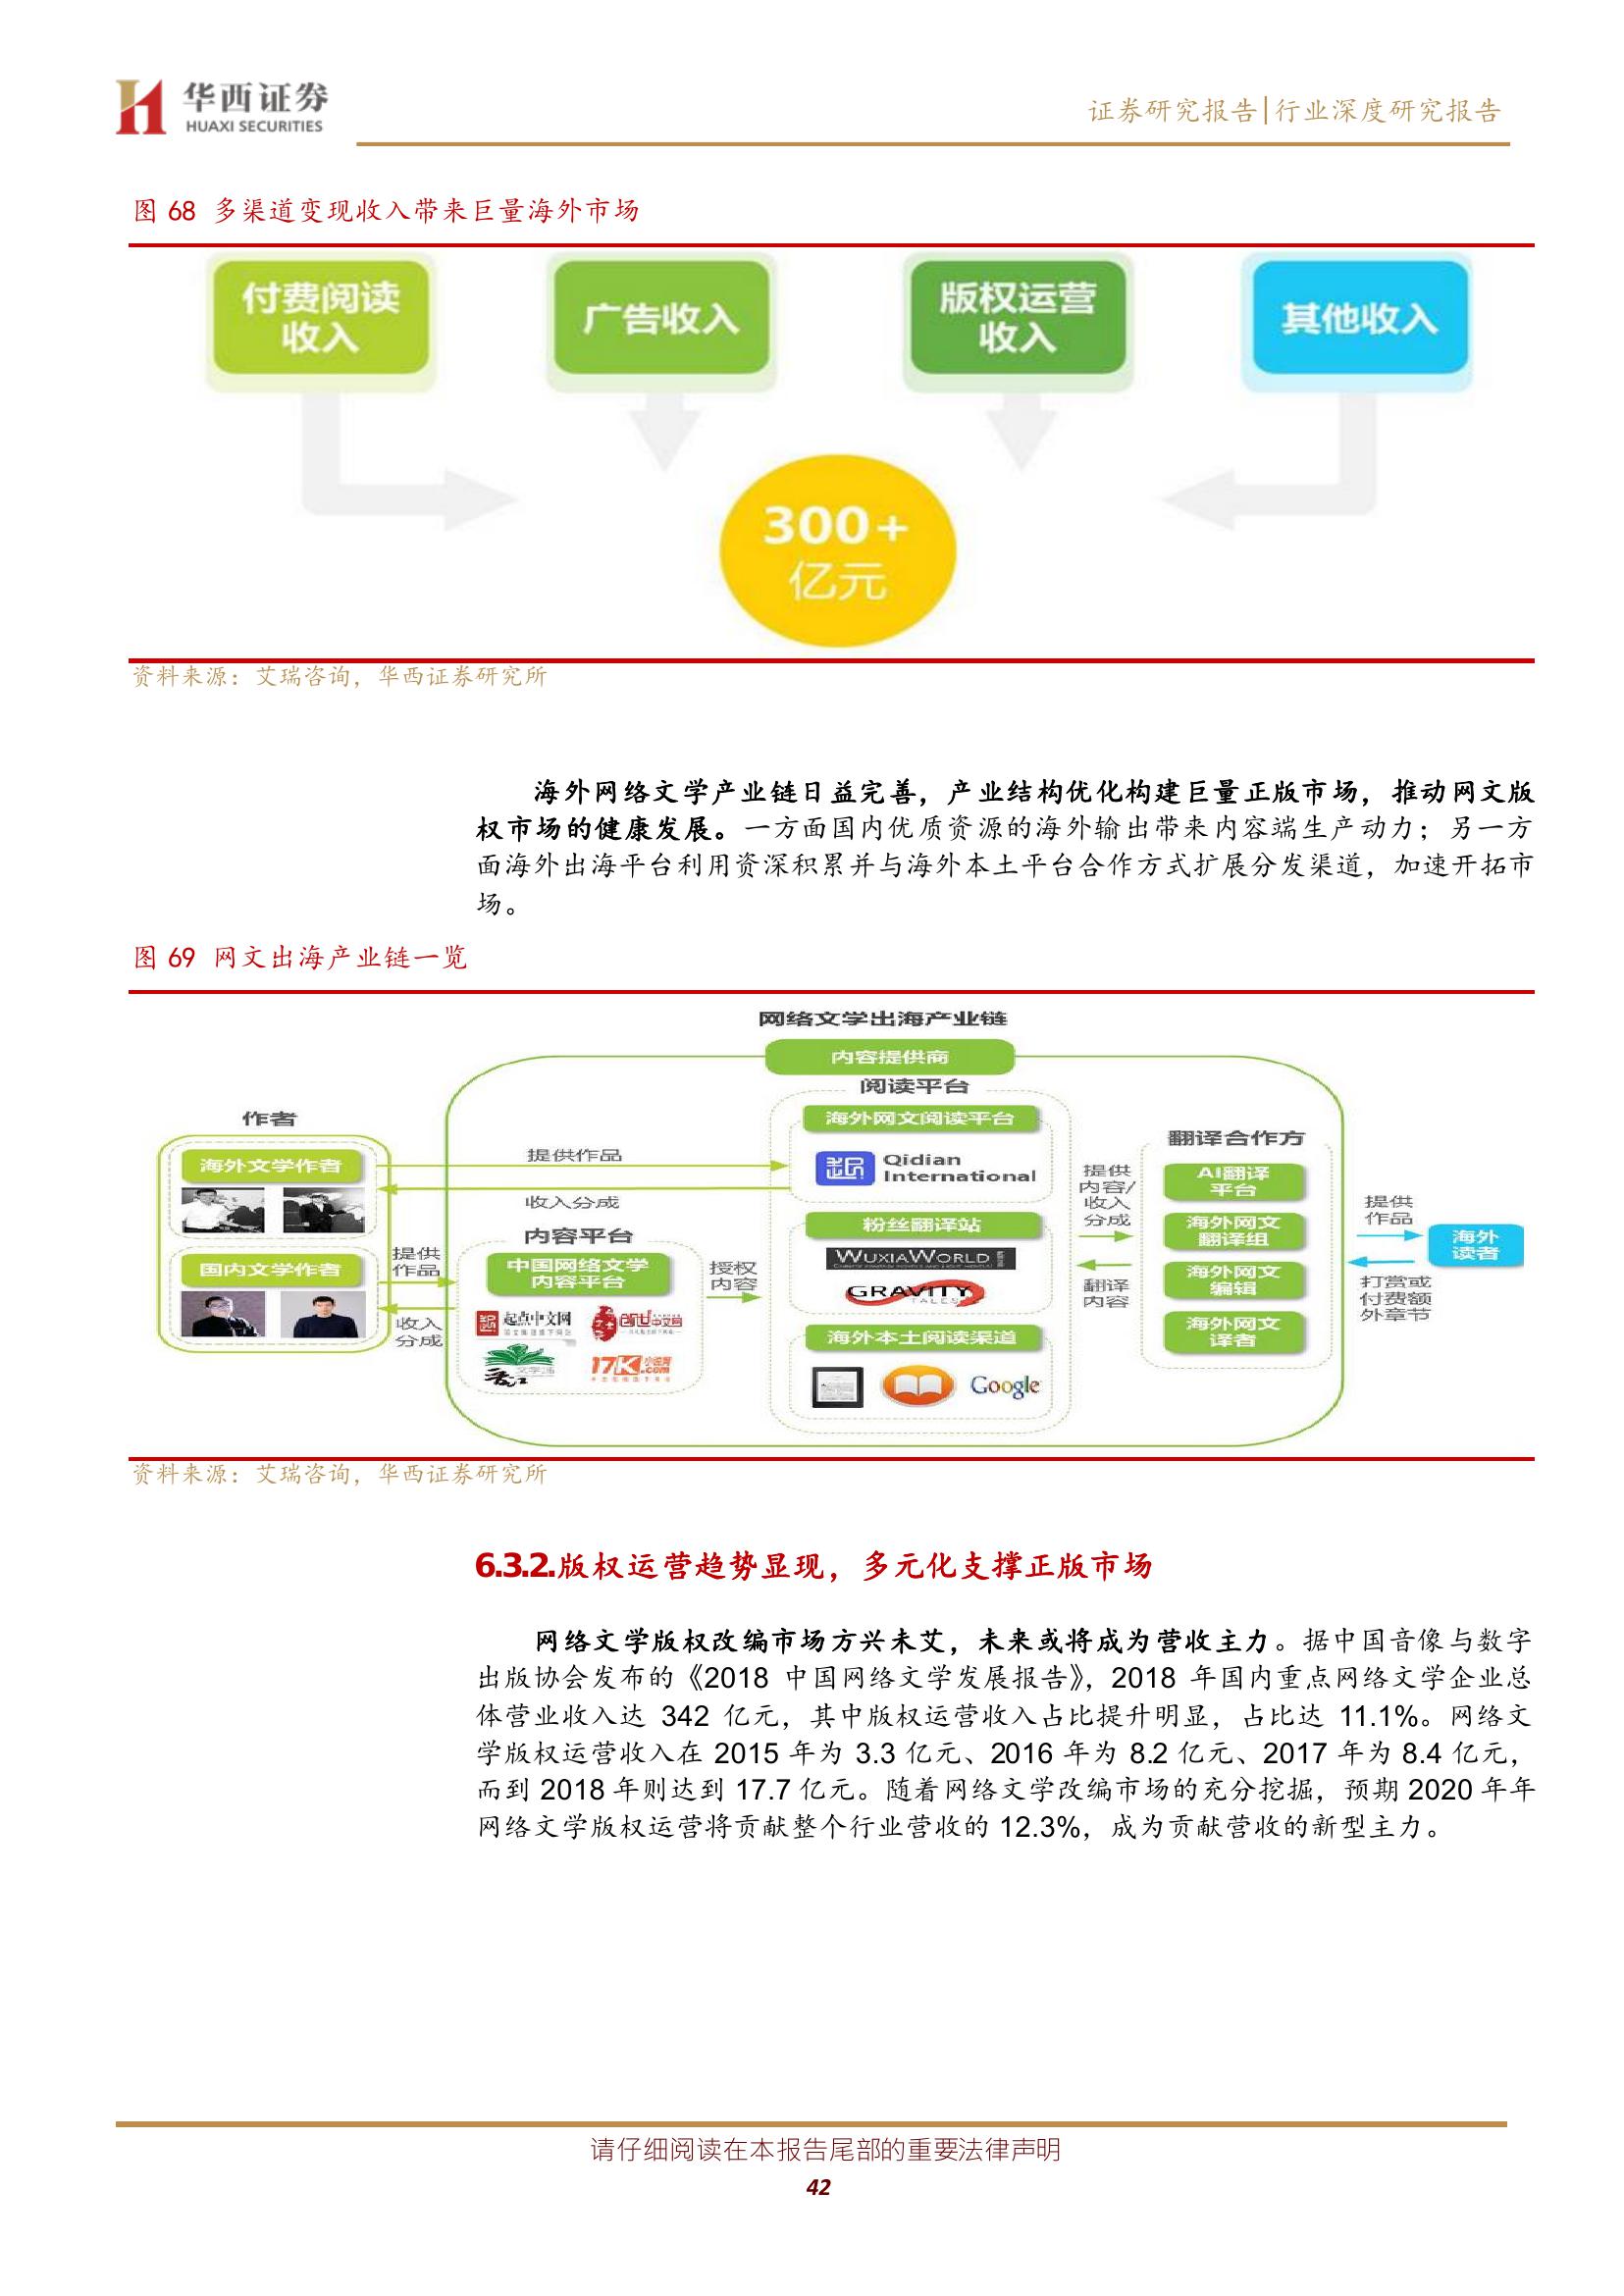 华西证券
HUAXI SECURITIES
证券研究报告|行业深度研究报告
图 68 多渠道变现收入带来巨量海外市场
付费阅读
收入
广告收入
版权运营
收入
其他收入
300+
亿元
资料来源：艾瑞咨询，华西证券研究所
海外网络文学产业链日益完善，产业结构优化构建巨量正版市场，推动网文版
权市场的健康发展。一方面国内优质资源的海外输出带来内容端生产动力；另一方
面海外出海平台利用资深积累并与海外本土平台合作方式扩展分发渠道，加速开拓市
场。
图 69 网文出海产业链一览
网络文学出海产业链
内容提供商
作者
海外文学作者
国内文学作者
提供作品
收入分成
提供
作品
收入
分成
内容平台
中国网络文学
内容平台
起点中文网
创世中文网
文学城
17K小说网
.com
授权
内容
阅读平台
海外网文阅读平台
Qidian
International
粉丝翻译站
WUXIAWORLD
GRAVITY
TALES
海外本土阅读渠道
Google
提供
内容/
收入
分成
翻译
内容
翻译合作方
AI翻译
平台
海外网文
翻译组
海外网文
编辑
海外网文
译者
提供
作品
打赏或
付费额
外章节
海外
读者
资料来源：艾瑞咨询，华西证券研究所
6.3.2.版权运营趋势显现，多元化支撑正版市场
网络文学版权改编市场方兴未艾，未来或将成为营收主力。据中国音像与数字
出版协会发布的《2018 中国网络文学发展报告》，2018 年国内重点网络文学企业总
体营业收入达 342 亿元，其中版权运营收入占比提升明显，占比达 11.1%。网络文
学版权运营收入在 2015 年为 3.3 亿元、2016 年为 8.2 亿元、2017 年为 8.4 亿元，
而到 2018 年则达到 17.7 亿元。随着网络文学改编市场的充分挖掘，预期 2020 年年
网络文学版权运营将贡献整个行业营收的 12.3%，成为贡献营收的新型主力。
请仔细阅读在本报告尾部的重要法律声明
42